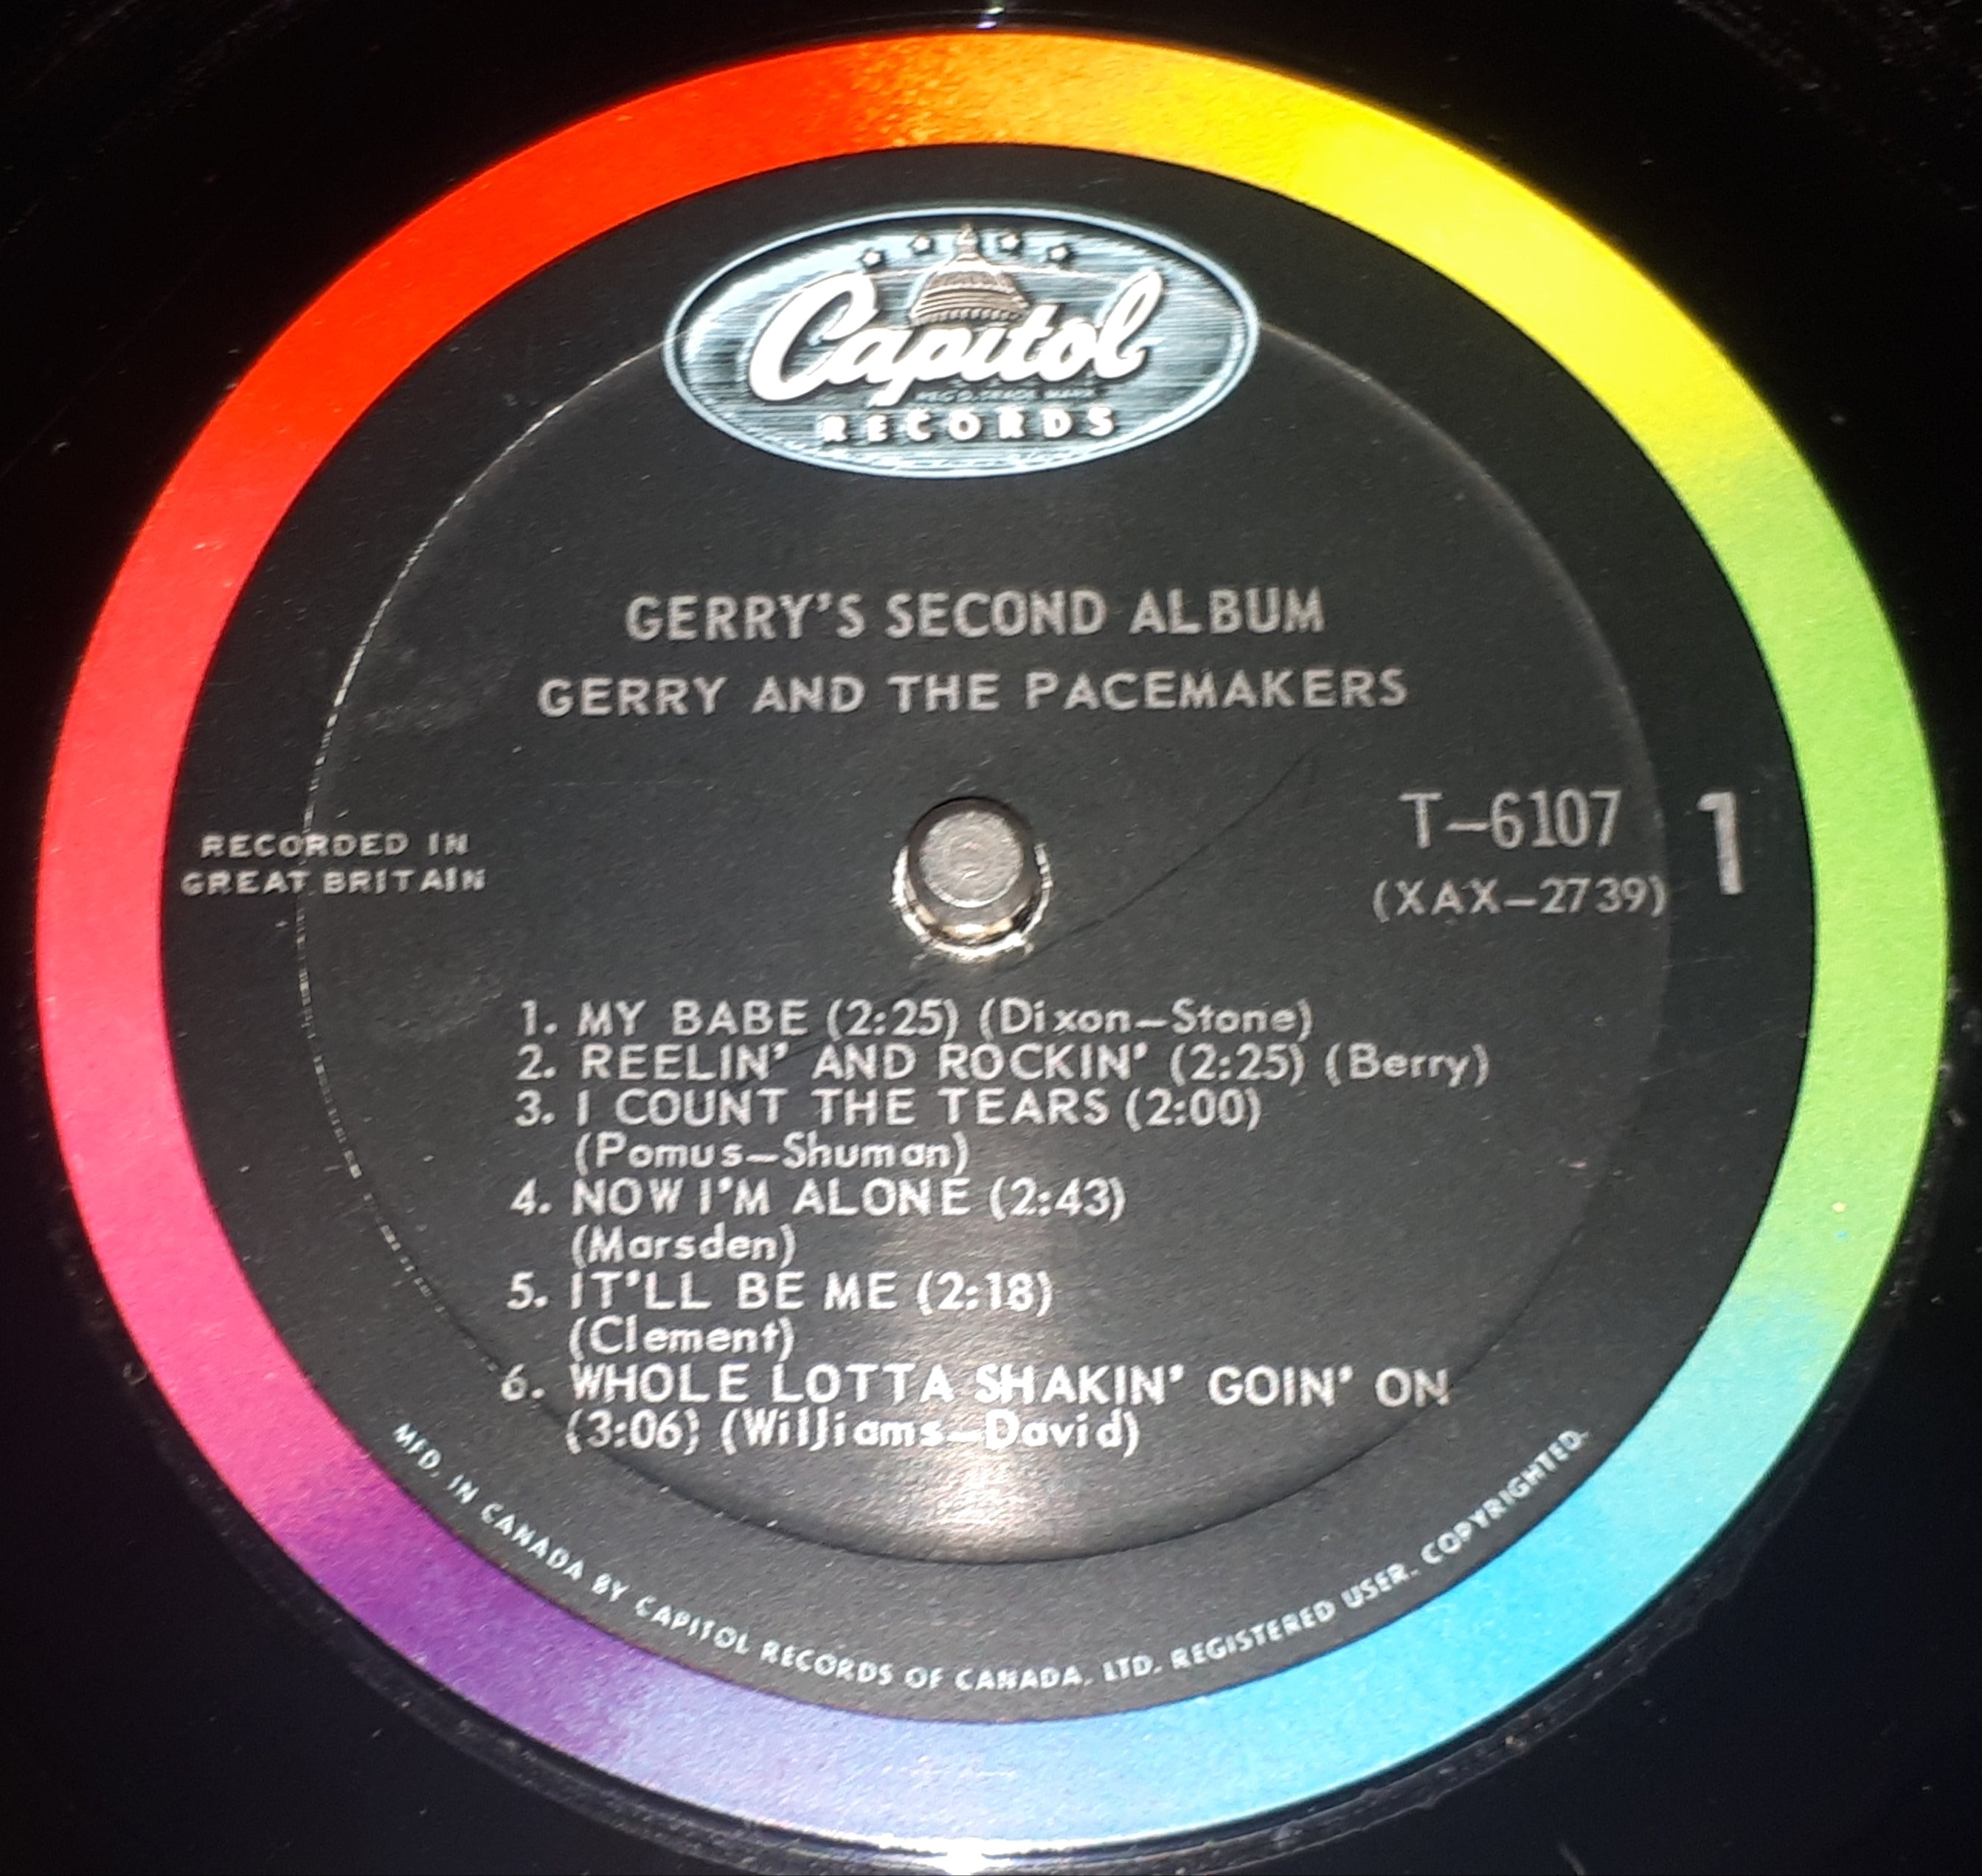 Capitol
REG'D. TRADE MARK
RECORDS
GERRY'S SECOND ALBUM
GERRY AND THE PACEMAKERS
RECORDED IN
GREAT BRITAIN
T-6107
(XAX-2739)
1
1. MY BABE (2:25) (Dixon-Stone)
2. REELIN' AND ROCKIN' (2:25) (Berry)
3. I COUNT THE TEARS (2:00)
(Pomus-Shuman)
4. NOW I'M ALONE (2:43)
(Marsden)
5. IT'LL BE ME (2:18)
(Clement)
6. WHOLE LOTTA SHAKIN' GOIN' ON
(3:06) (Williams-David)
MFD. IN CANADA BY CAPITOL RECORDS OF CANADA, LTD. REGISTERED USER. COPYRIGHTED.